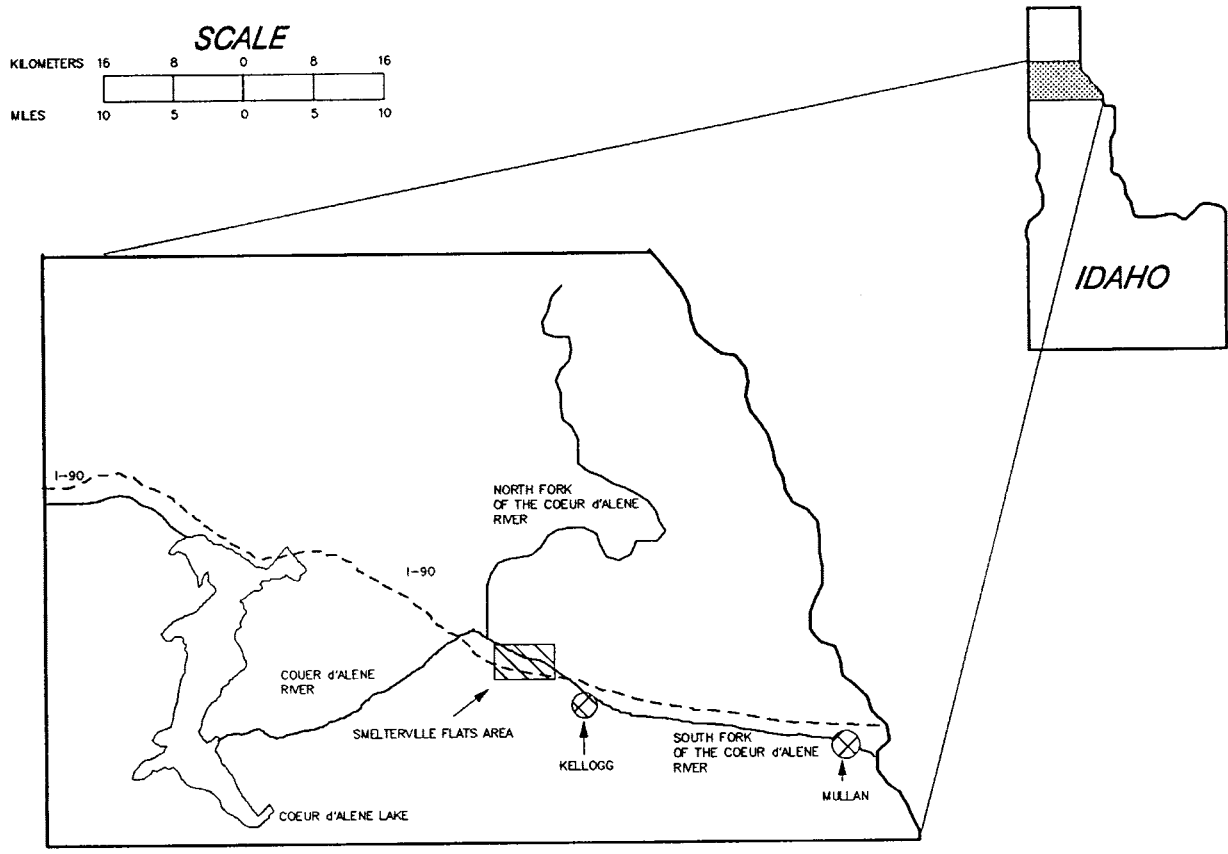 SCALE
KILOMETERS 16 8 0 8 16
MILES 10 5 0 5 10
IDAHO
I-90
NORTH FORK
OF THE COEUR d'ALENE
RIVER
I-90
COUER d'ALENE
RIVER
SMELTERVILLE FLATS AREA
KELLOGG
SOUTH FORK
OF THE COEUR d'ALENE
RIVER
MULLAN
COEUR d'ALENE LAKE